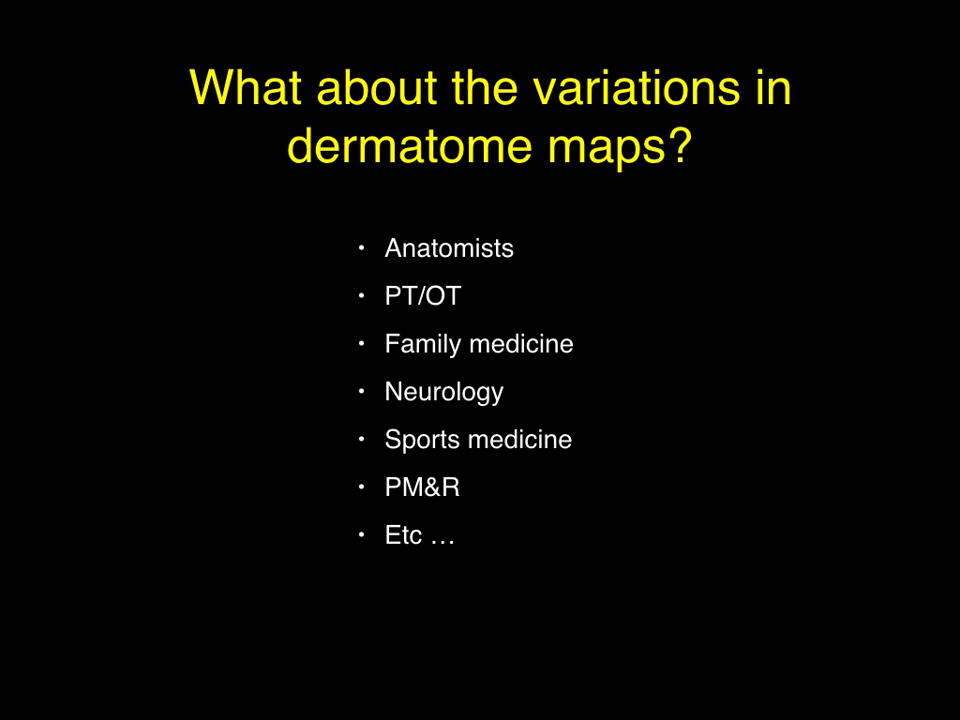 What about the variations in
dermatome maps?
• Anatomists
• PT/OT
• Family medicine
• Neurology
• Sports medicine
• PM&R
• Etc …